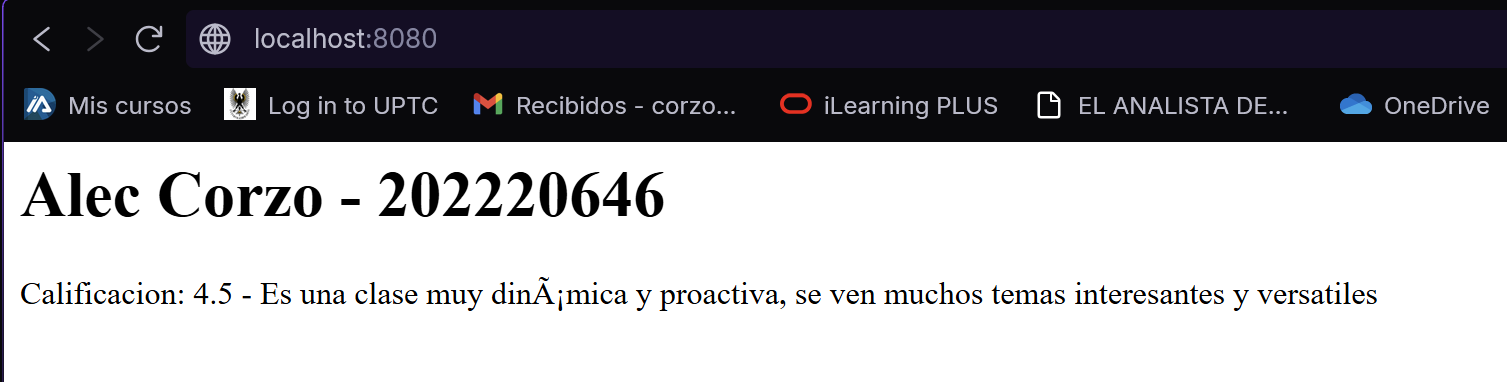 localhost:8080
Mis cursos Log in to UPTC Recibidos - corzo... iLearning PLUS EL ANALISTA DE... OneDrive
Alec Corzo - 202220646
Calificacion: 4.5 - Es una clase muy dinÃ¡mica y proactiva, se ven muchos temas interesantes y versatiles